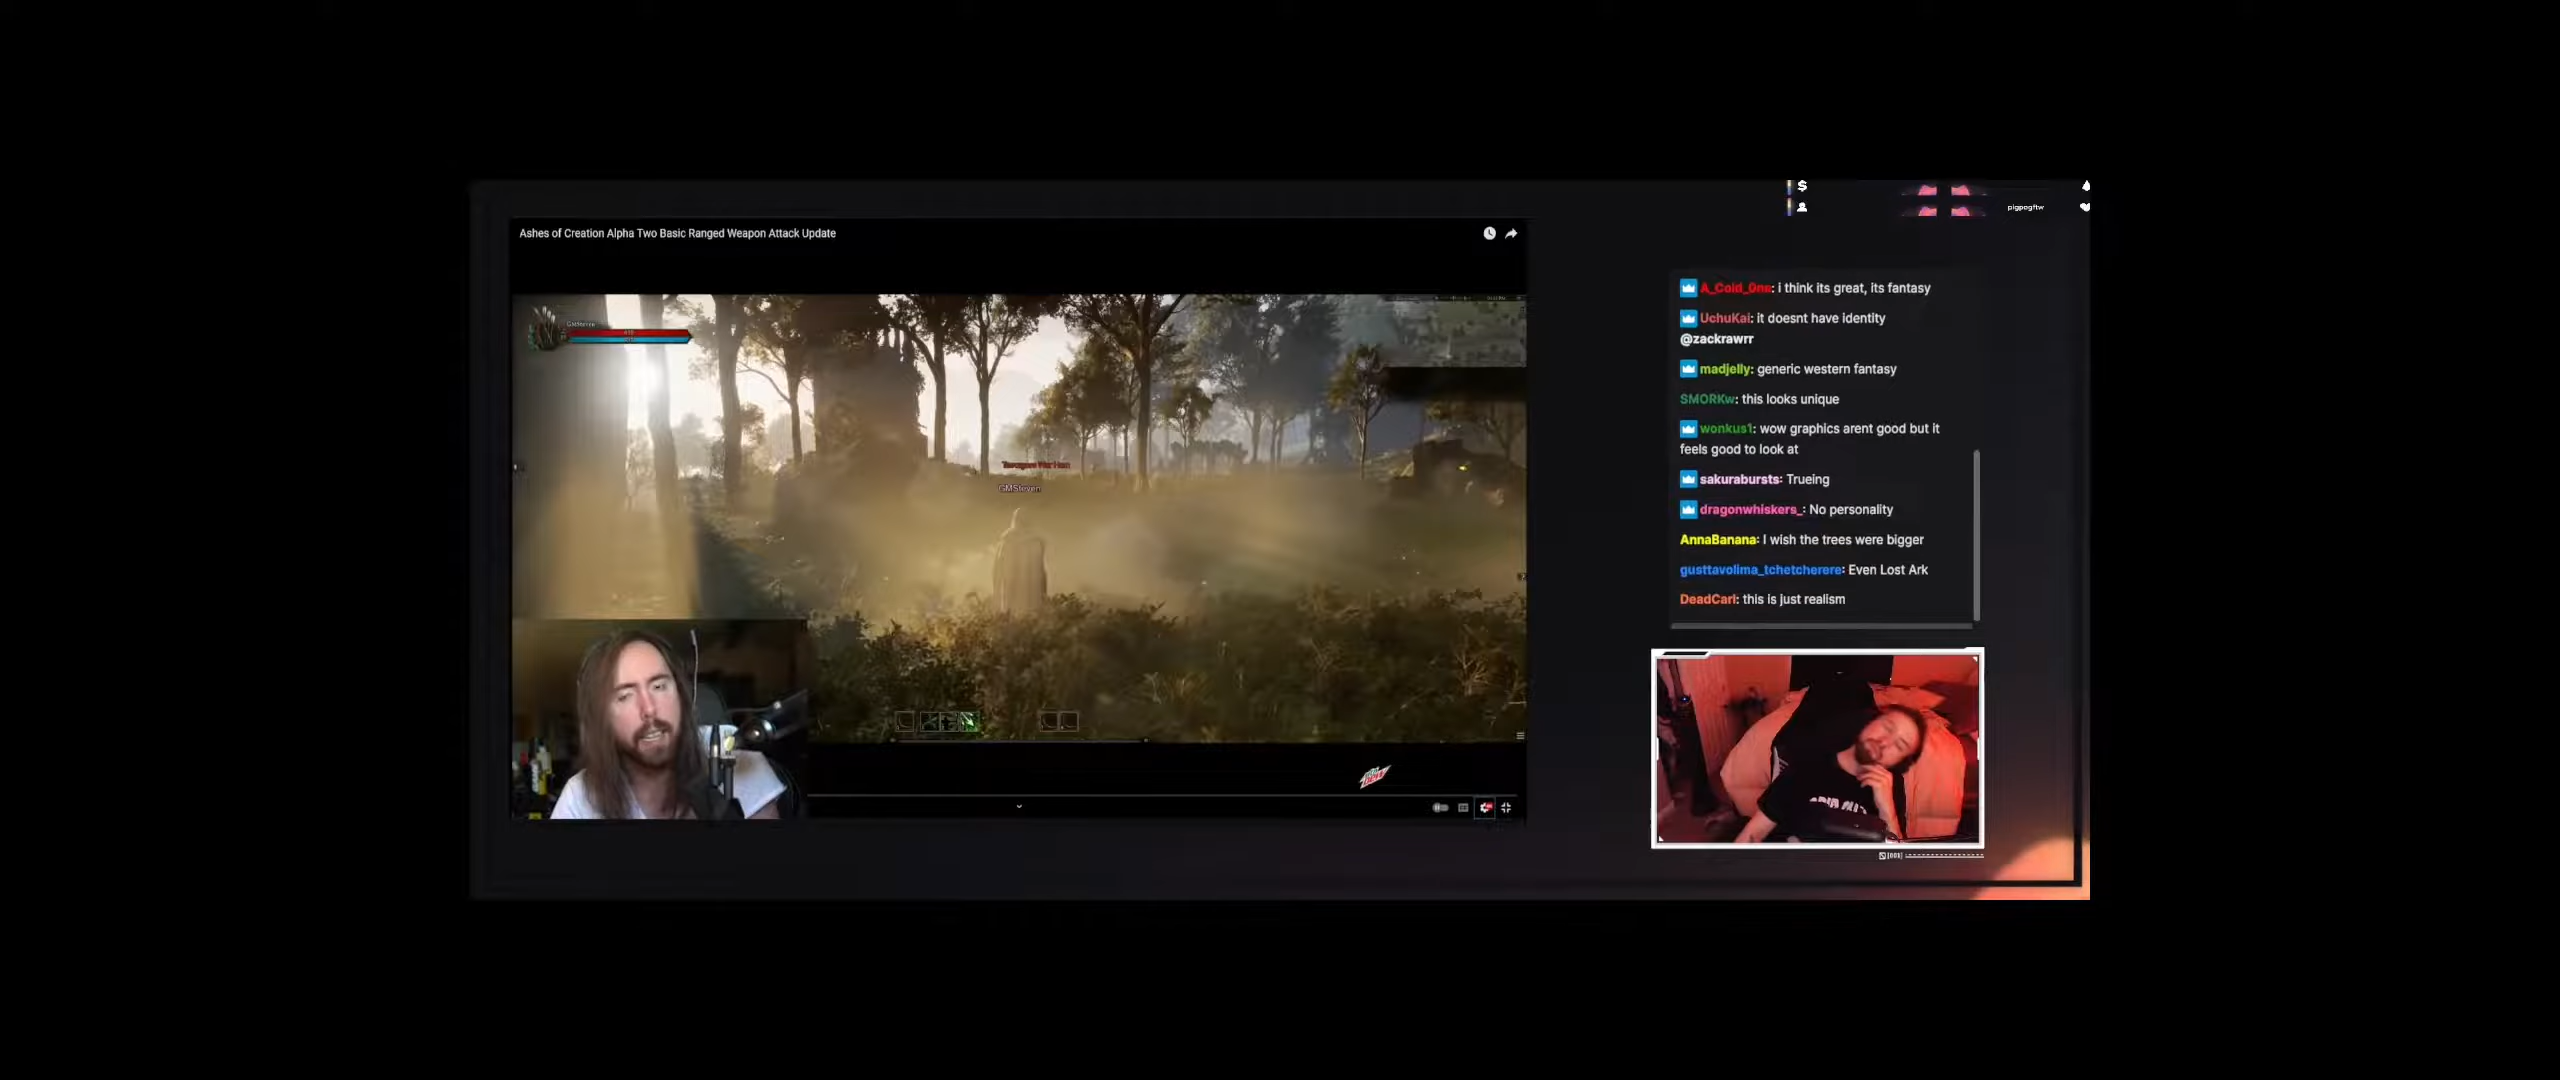 pigpogftw
Ashes of Creation Alpha Two Basic Ranged Weapon Attack Update
A_Cold_One: i think its great, its fantasy
UchuKai: it doesnt have identity
@zackrawrr
madjelly: generic western fantasy
SMORKw: this looks unique
wonkus1: wow graphics arent good but it
feels good to look at
sakurabursts: Trueing
dragonwhiskers_: No personality
AnnaBanana: I wish the trees were bigger
gusttavolima_tchetcherere: Even Lost Ark
DeadCarl: this is just realism
GMSteven
GMSteven